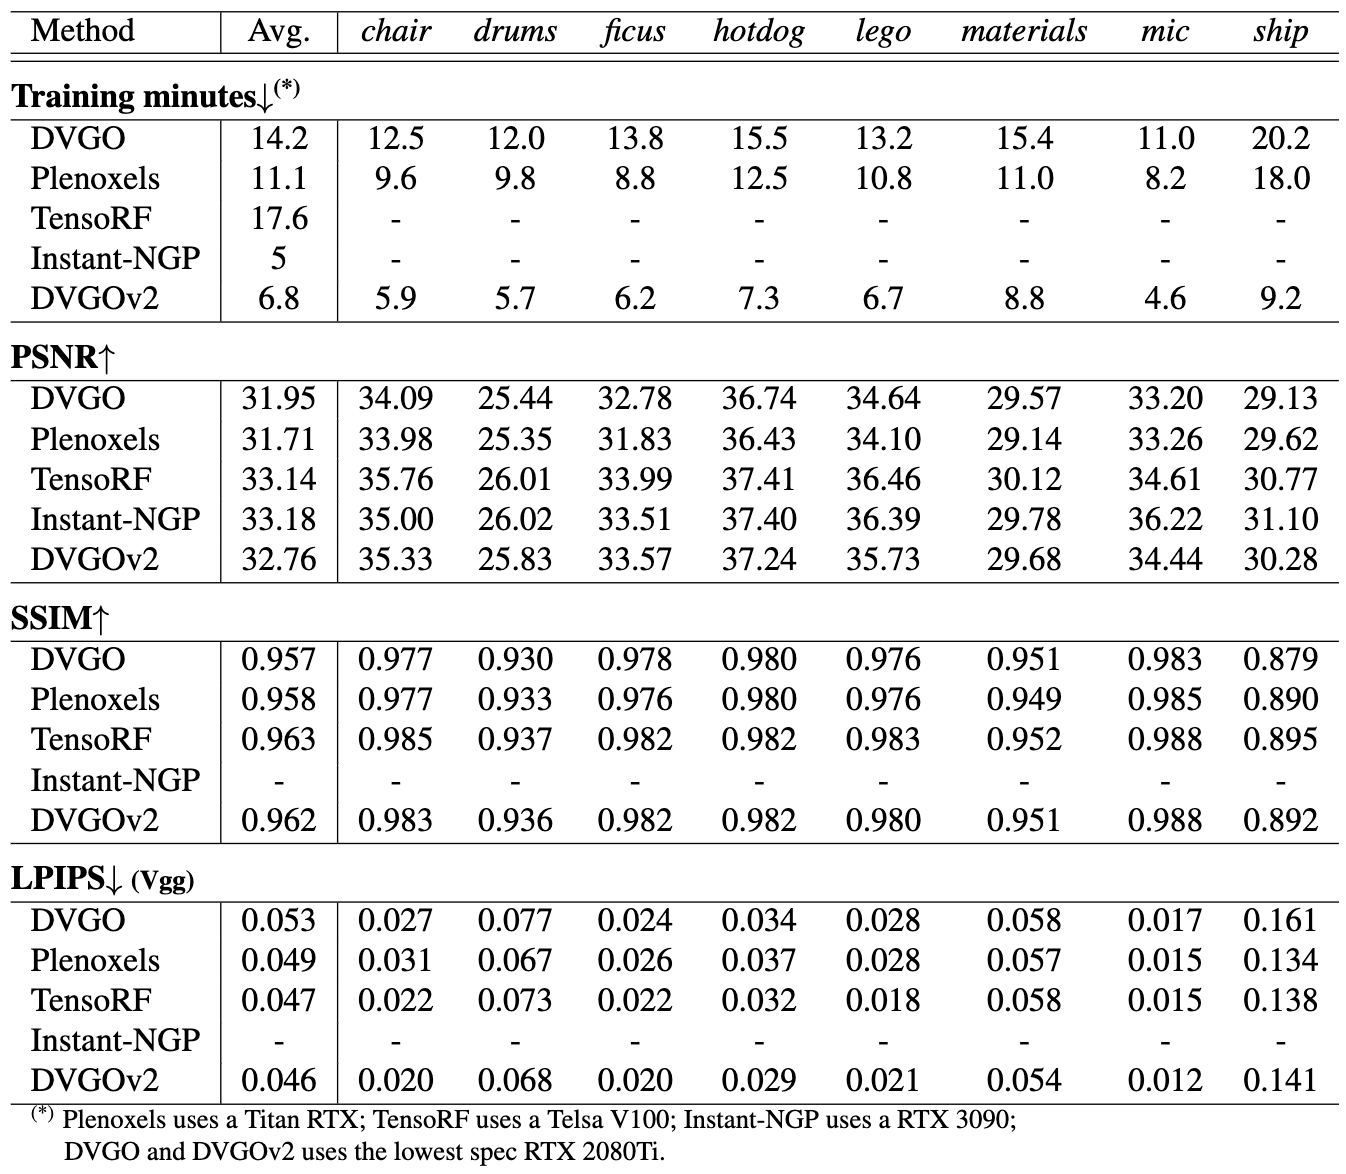 Method Avg. chair drums ficus hotdog lego materials mic ship
Training minutes↓(*)
DVGO 14.2 12.5 12.0 13.8 15.5 13.2 15.4 11.0 20.2
Plenoxels 11.1 9.6 9.8 8.8 12.5 10.8 11.0 8.2 18.0
TensoRF 17.6 - - - - - - - -
Instant-NGP 5 - - - - - - - -
DVGOv2 6.8 5.9 5.7 6.2 7.3 6.7 8.8 4.6 9.2
PSNR↑
DVGO 31.95 34.09 25.44 32.78 36.74 34.64 29.57 33.20 29.13
Plenoxels 31.71 33.98 25.35 31.83 36.43 34.10 29.14 33.26 29.62
TensoRF 33.14 35.76 26.01 33.99 37.41 36.46 30.12 34.61 30.77
Instant-NGP 33.18 35.00 26.02 33.51 37.40 36.39 29.78 36.22 31.10
DVGOv2 32.76 35.33 25.83 33.57 37.24 35.73 29.68 34.44 30.28
SSIM↑
DVGO 0.957 0.977 0.930 0.978 0.980 0.976 0.951 0.983 0.879
Plenoxels 0.958 0.977 0.933 0.976 0.980 0.976 0.949 0.985 0.890
TensoRF 0.963 0.985 0.937 0.982 0.982 0.983 0.952 0.988 0.895
Instant-NGP - - - - - - - - -
DVGOv2 0.962 0.983 0.936 0.982 0.982 0.980 0.951 0.988 0.892
LPIPS↓ (Vgg)
DVGO 0.053 0.027 0.077 0.024 0.034 0.028 0.058 0.017 0.161
Plenoxels 0.049 0.031 0.067 0.026 0.037 0.028 0.057 0.015 0.134
TensoRF 0.047 0.022 0.073 0.022 0.032 0.018 0.058 0.015 0.138
Instant-NGP - - - - - - - - -
DVGOv2 0.046 0.020 0.068 0.020 0.029 0.021 0.054 0.012 0.141
(*) Plenoxels uses a Titan RTX; TensoRF uses a Telsa V100; Instant-NGP uses a RTX 3090;
DVGO and DVGOv2 uses the lowest spec RTX 2080Ti.